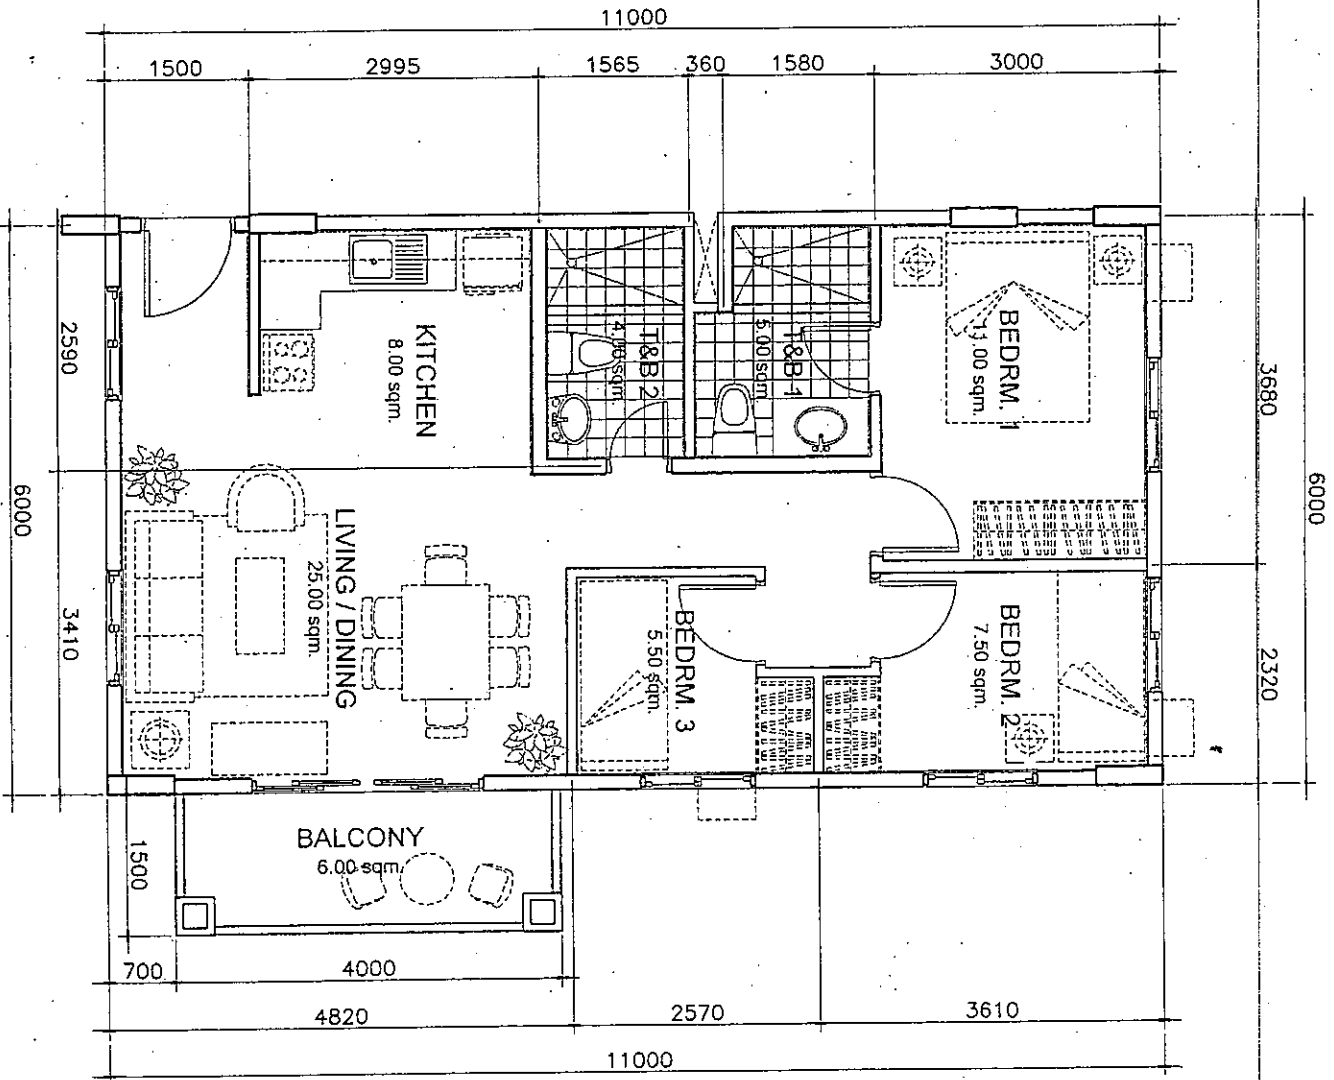 11000
1500 2995 1565 360 1580 3000
2590
3410
6000
3680
2320
6000
KITCHEN
8.00 sqm.
T&B 2
4.00 sqm.
T&B 1
5.00 sqm.
BEDRM. 1
11.00 sqm.
LIVING / DINING
25.00 sqm.
BEDRM. 3
5.50 sqm.
BEDRM. 2
7.50 sqm.
BALCONY
6.00 sqm.
1500
700 4000
4820 2570 3610
11000